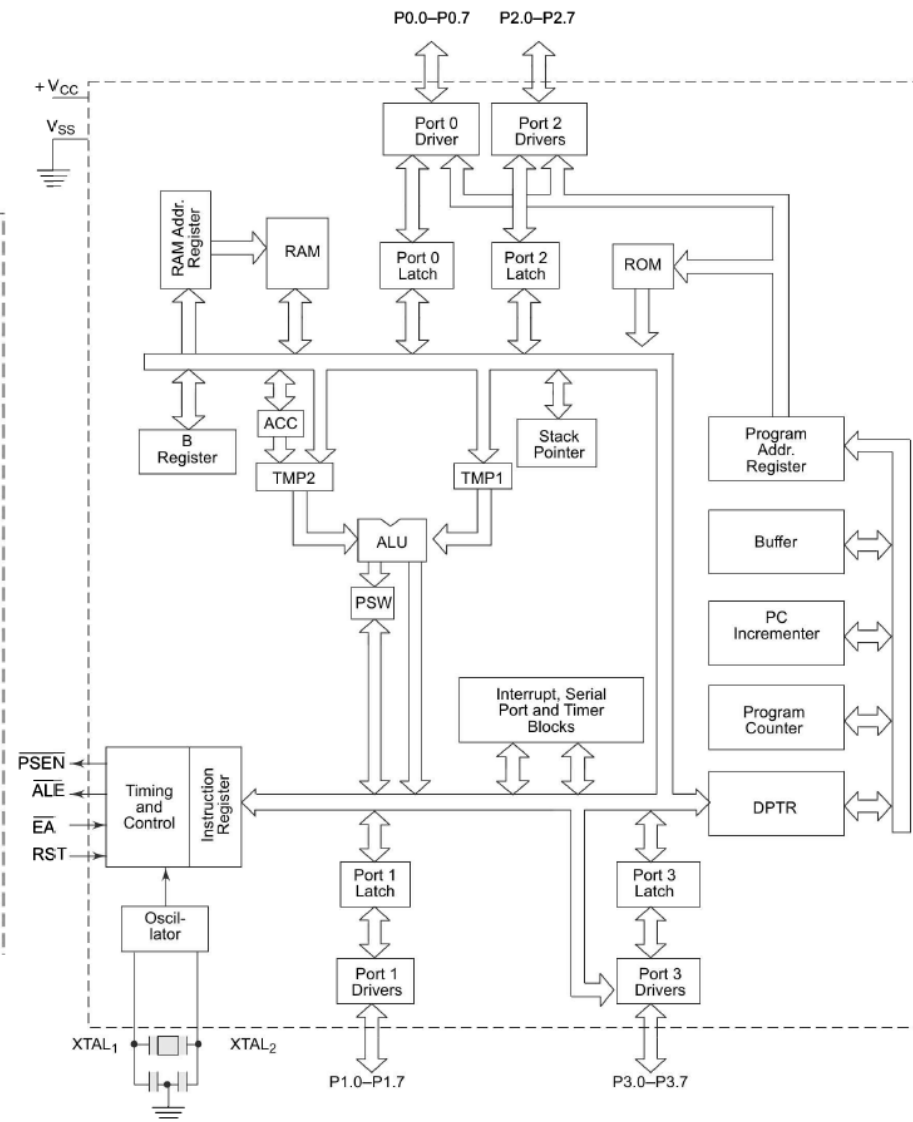 P0.0–P0.7 P2.0–P2.7
+VCC
VSS
Port 0
Driver
Port 2
Drivers
RAM Addr.
Register
RAM
Port 0
Latch
Port 2
Latch
ROM
B
Register
ACC
TMP2
TMP1
Stack
Pointer
Program
Addr.
Register
ALU
Buffer
PSW
PC
Incrementer
Interrupt, Serial
Port and Timer
Blocks
Program
Counter
P̅S̅E̅N̅
A̅L̅E̅
E̅A̅
RST
Timing
and
Control
Instruction
Register
DPTR
Port 1
Latch
Port 3
Latch
Oscil-
lator
Port 1
Drivers
Port 3
Drivers
XTAL₁ XTAL₂
P1.0–P1.7 P3.0–P3.7